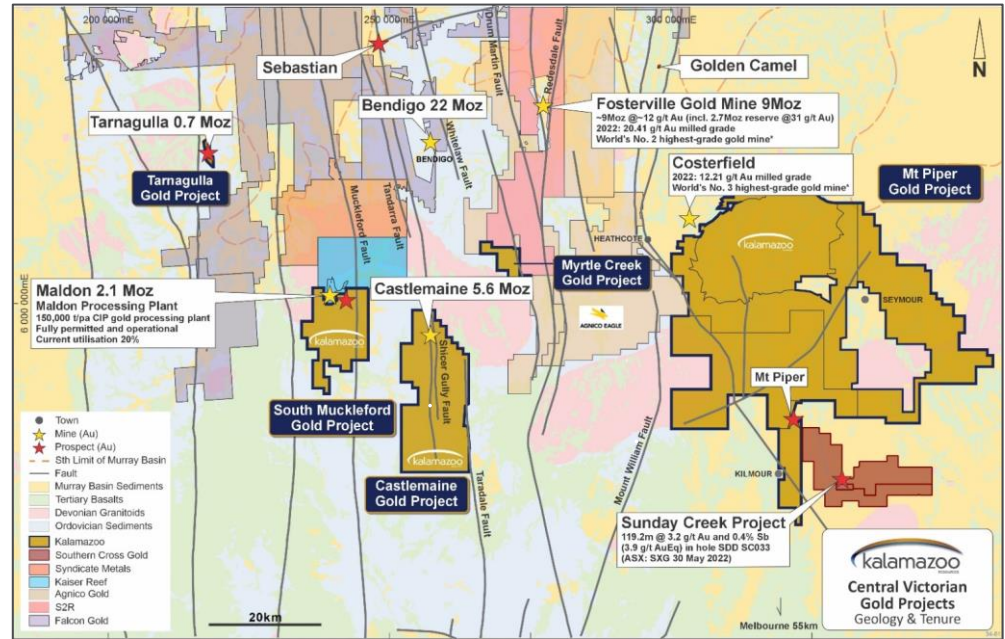 200 000mE
250 000mE
300 000mE
6 000 000mE
N
Drum Martin Fault
Redesdale Fault
Sebastian
Golden Camel
Bendigo 22 Moz
BENDIGO
Whitelaw Fault
Fosterville Gold Mine 9Moz
~9Moz @~12 g/t Au (incl. 2.7Moz reserve @31 g/t Au)
2022: 20.41 g/t Au milled grade
World's No. 2 highest-grade gold mine*
Tarnagulla 0.7 Moz
Tarnagulla
Gold Project
Costerfield
2022: 12.21 g/t Au milled grade
World's No. 3 highest-grade gold mine*
Mt Piper
Gold Project
Muckleford Fault
Tandarra Fault
HEATHCOTE
kalamazoo
Myrtle Creek
Gold Project
AGNICO EAGLE
SEYMOUR
Maldon 2.1 Moz
Maldon Processing Plant
150,000 t/pa CIP gold processing plant
Fully permitted and operational
Current utilisation 20%
Castlemaine 5.6 Moz
kalamazoo
Shicer Gully Fault
South Muckleford
Gold Project
kalamazoo
Castlemaine
Gold Project
Taradale Fault
Mount William Fault
Mt Piper
KILMOUR
Sunday Creek Project
119.2m @ 3.2 g/t Au and 0.4% Sb
(3.9 g/t AuEq) in hole SDD SC033
(ASX: SXG 30 May 2022)
Town
Mine (Au)
Prospect (Au)
Sth Limit of Murray Basin
Fault
Murray Basin Sediments
Tertiary Basalts
Devonian Granitoids
Ordovician Sediments
Kalamazoo
Southern Cross Gold
Syndicate Metals
Kaiser Reef
Agnico Gold
S2R
Falcon Gold
20km
Melbourne 55km
kalamazoo
RESOURCES
Central Victorian
Gold Projects
Geology & Tenure